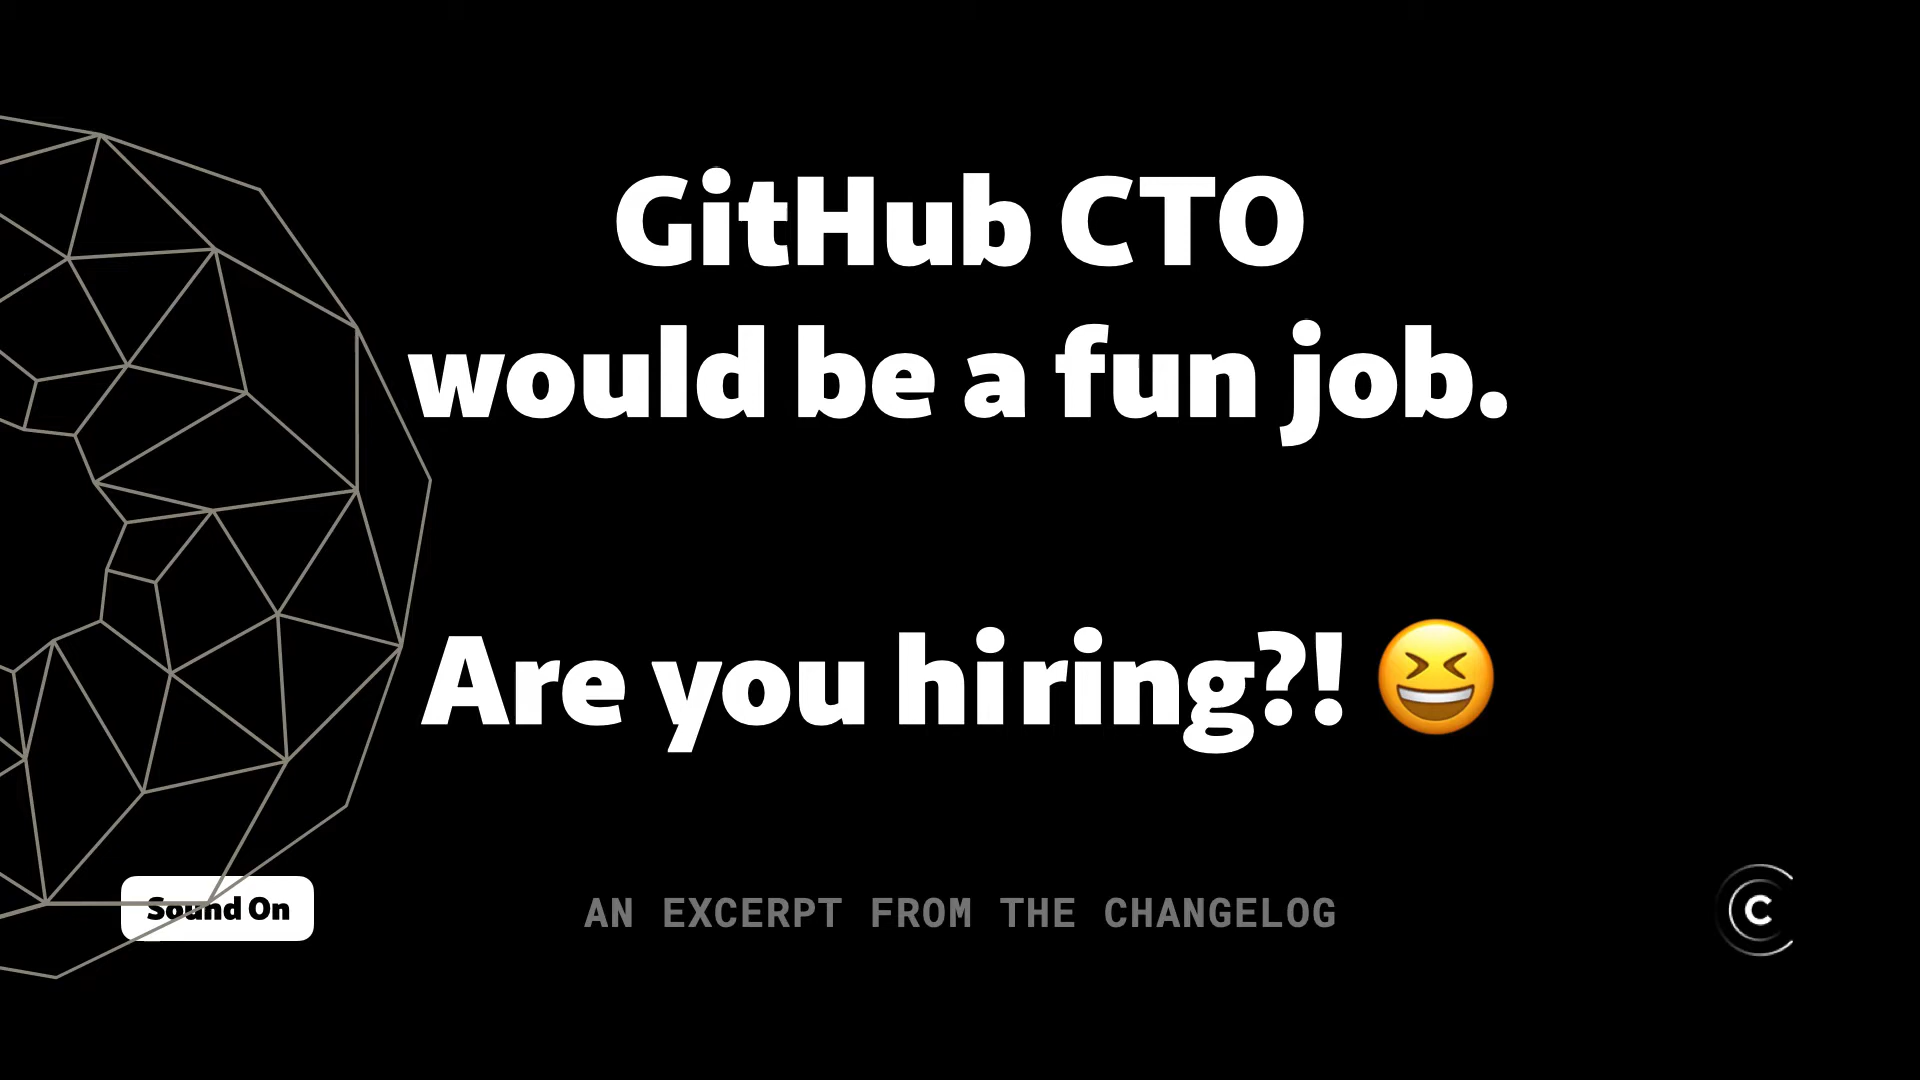 GitHub CTO
would be a fun job.
Are you hiring?! 😆
Sound On
AN EXCERPT FROM THE CHANGELOG
C